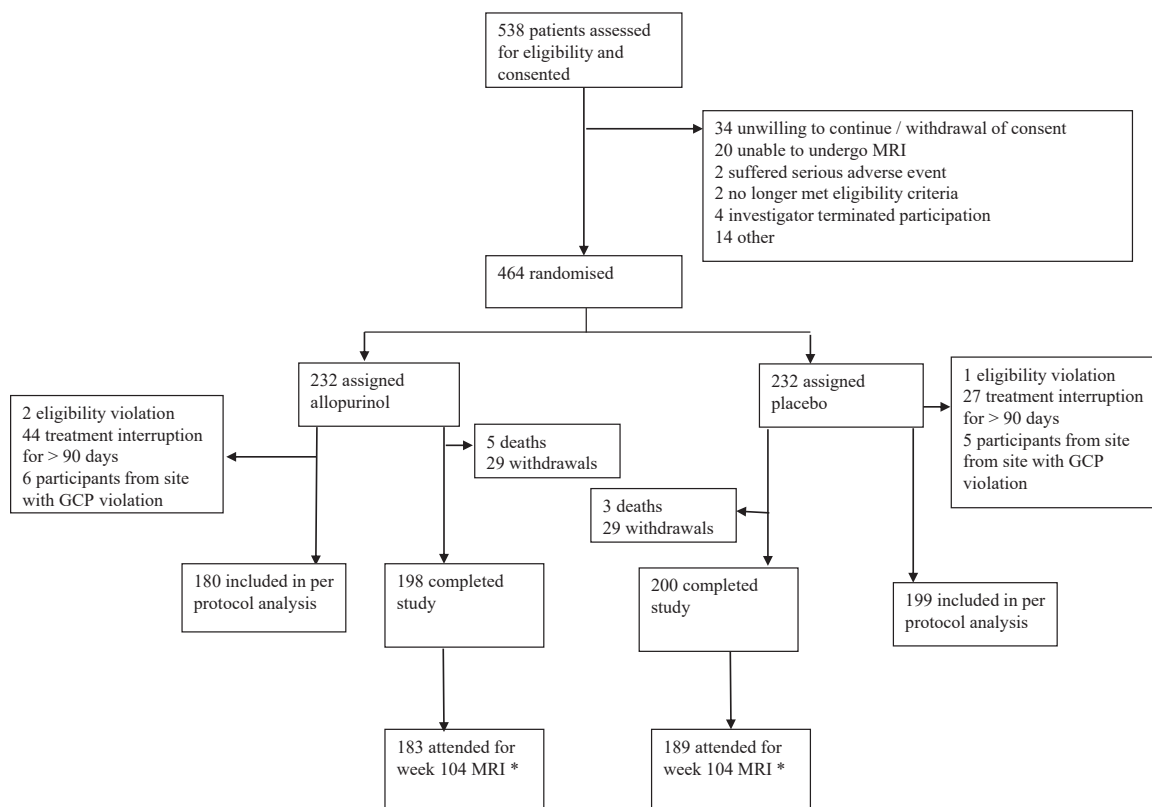 538 patients assessed
for eligibility and
consented
34 unwilling to continue / withdrawal of consent
20 unable to undergo MRI
2 suffered serious adverse event
2 no longer met eligibility criteria
4 investigator terminated participation
14 other
464 randomised
232 assigned
allopurinol
232 assigned
placebo
1 eligibility violation
27 treatment interruption
for > 90 days
5 participants from site
from site with GCP
violation
2 eligibility violation
44 treatment interruption
for > 90 days
6 participants from site
with GCP violation
5 deaths
29 withdrawals
3 deaths
29 withdrawals
180 included in per
protocol analysis
198 completed
study
200 completed
study
199 included in per
protocol analysis
183 attended for
week 104 MRI *
189 attended for
week 104 MRI *